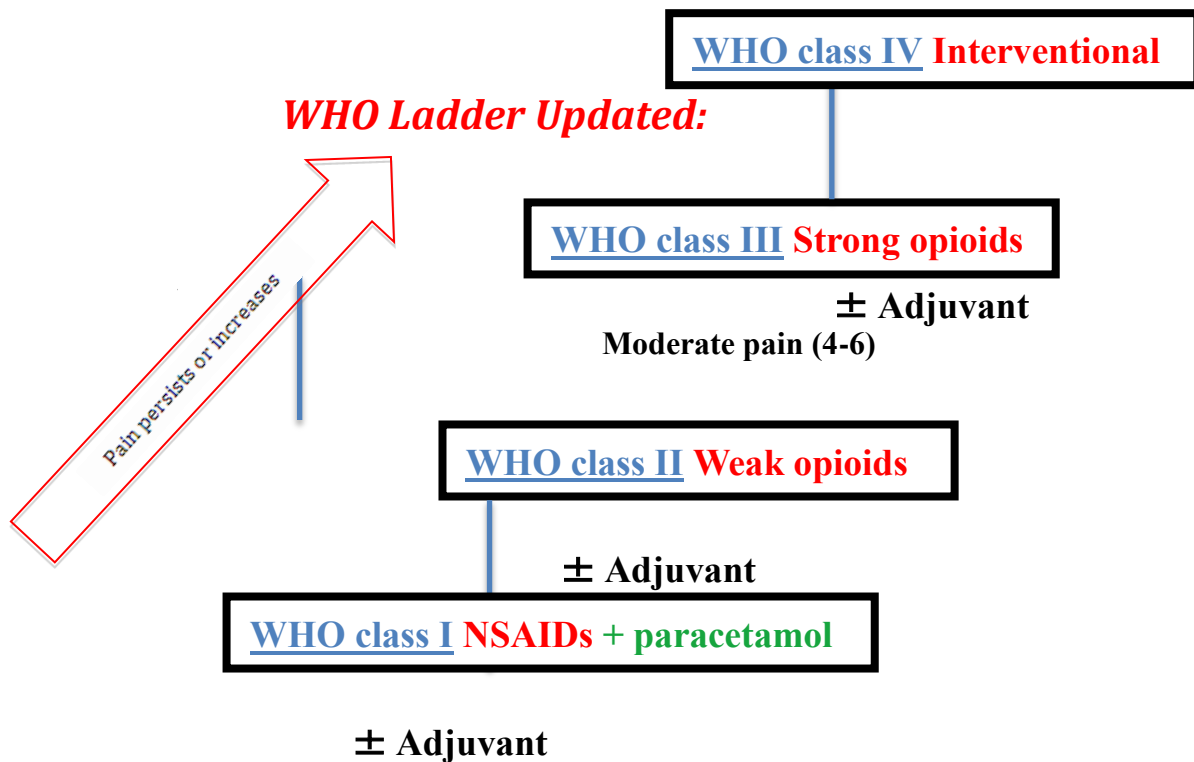 WHO class IV Interventional
WHO Ladder Updated:
WHO class III Strong opioids
± Adjuvant
Moderate pain (4-6)
Pain persists or increases
WHO class II Weak opioids
± Adjuvant
WHO class I NSAIDs + paracetamol
± Adjuvant